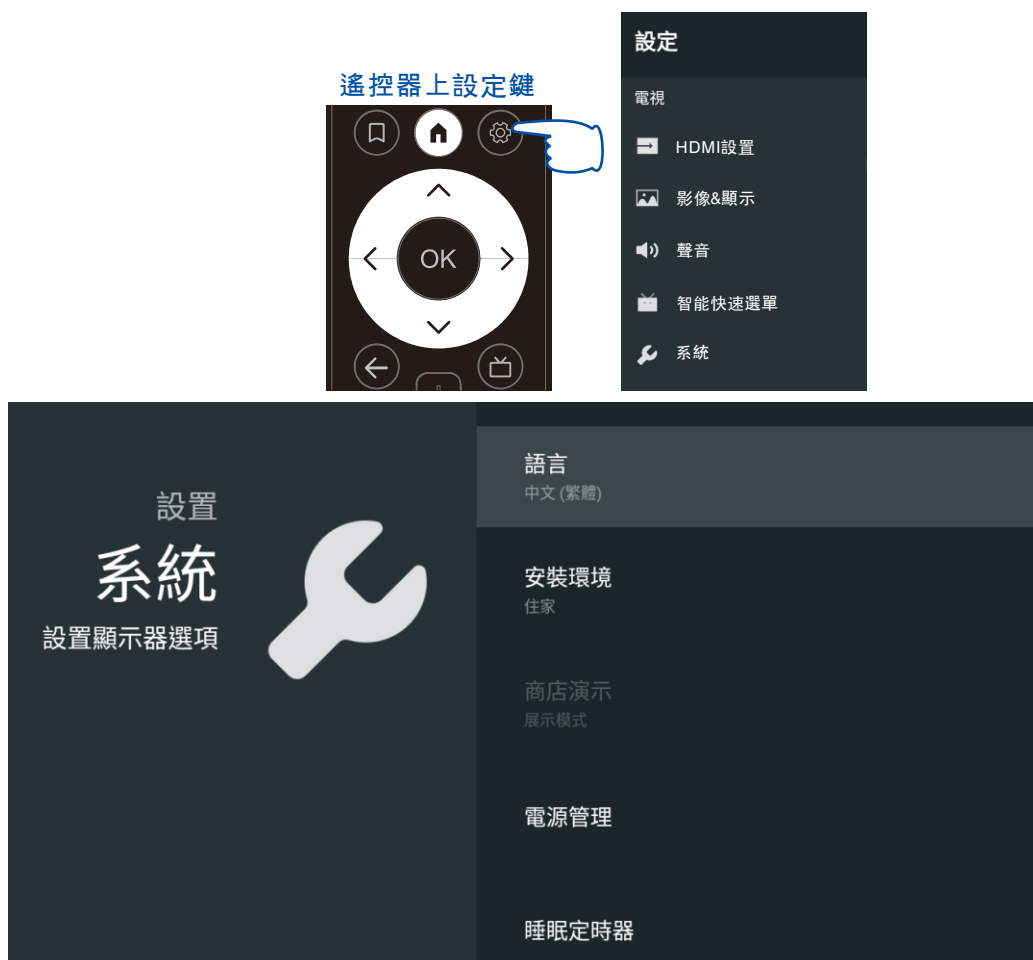 遙控器上設定鍵
OK
設定
電視
HDMI設置
影像&顯示
聲音
智能快速選單
系統
設置
系統
設置顯示器選項
語言
中文 (繁體)
安裝環境
住家
商店演示
展示模式
電源管理
睡眠定時器